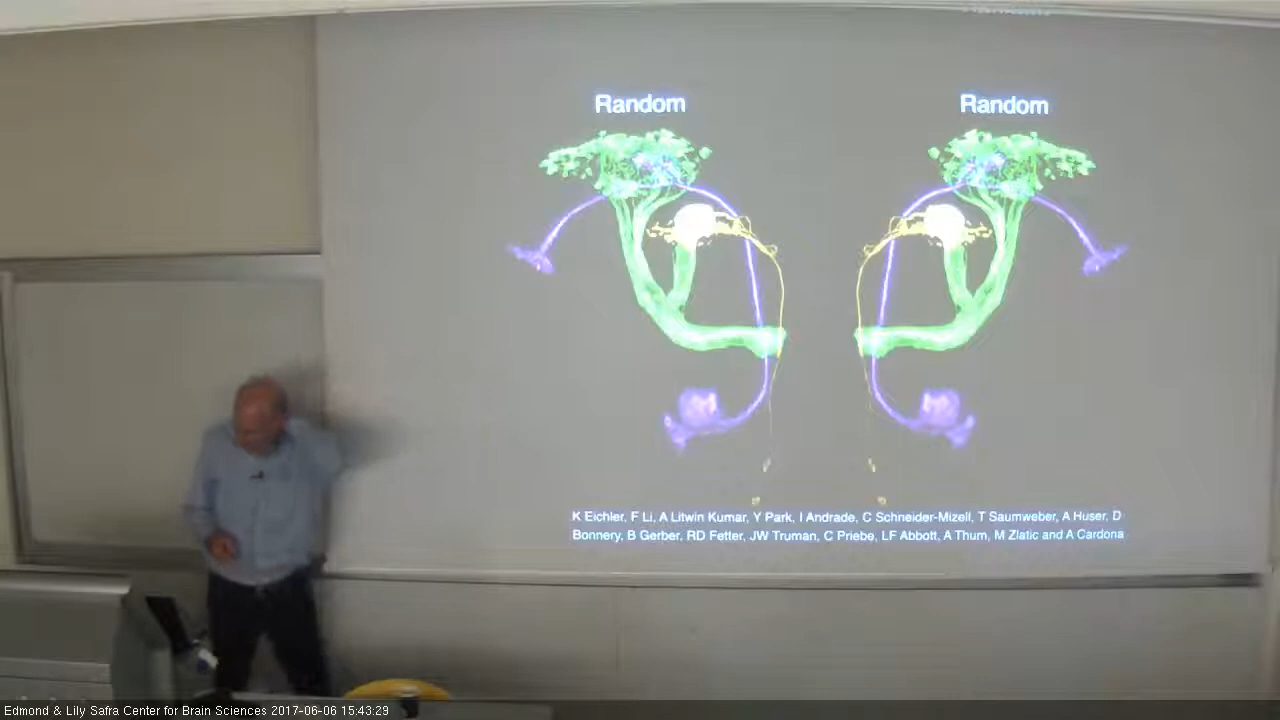 Random
Random
K Eichler, F Li, A Litwin Kumar, Y Park, I Andrade, C Schneider-Mizell, T Saumweber, A Huser, D
Bonnery, B Gerber, RD Fetter, JW Truman, C Priebe, LF Abbott, A Thum, M Zlatic and A Cardona
Edmond & Lily Safra Center for Brain Sciences 2017-06-06 15:43:29